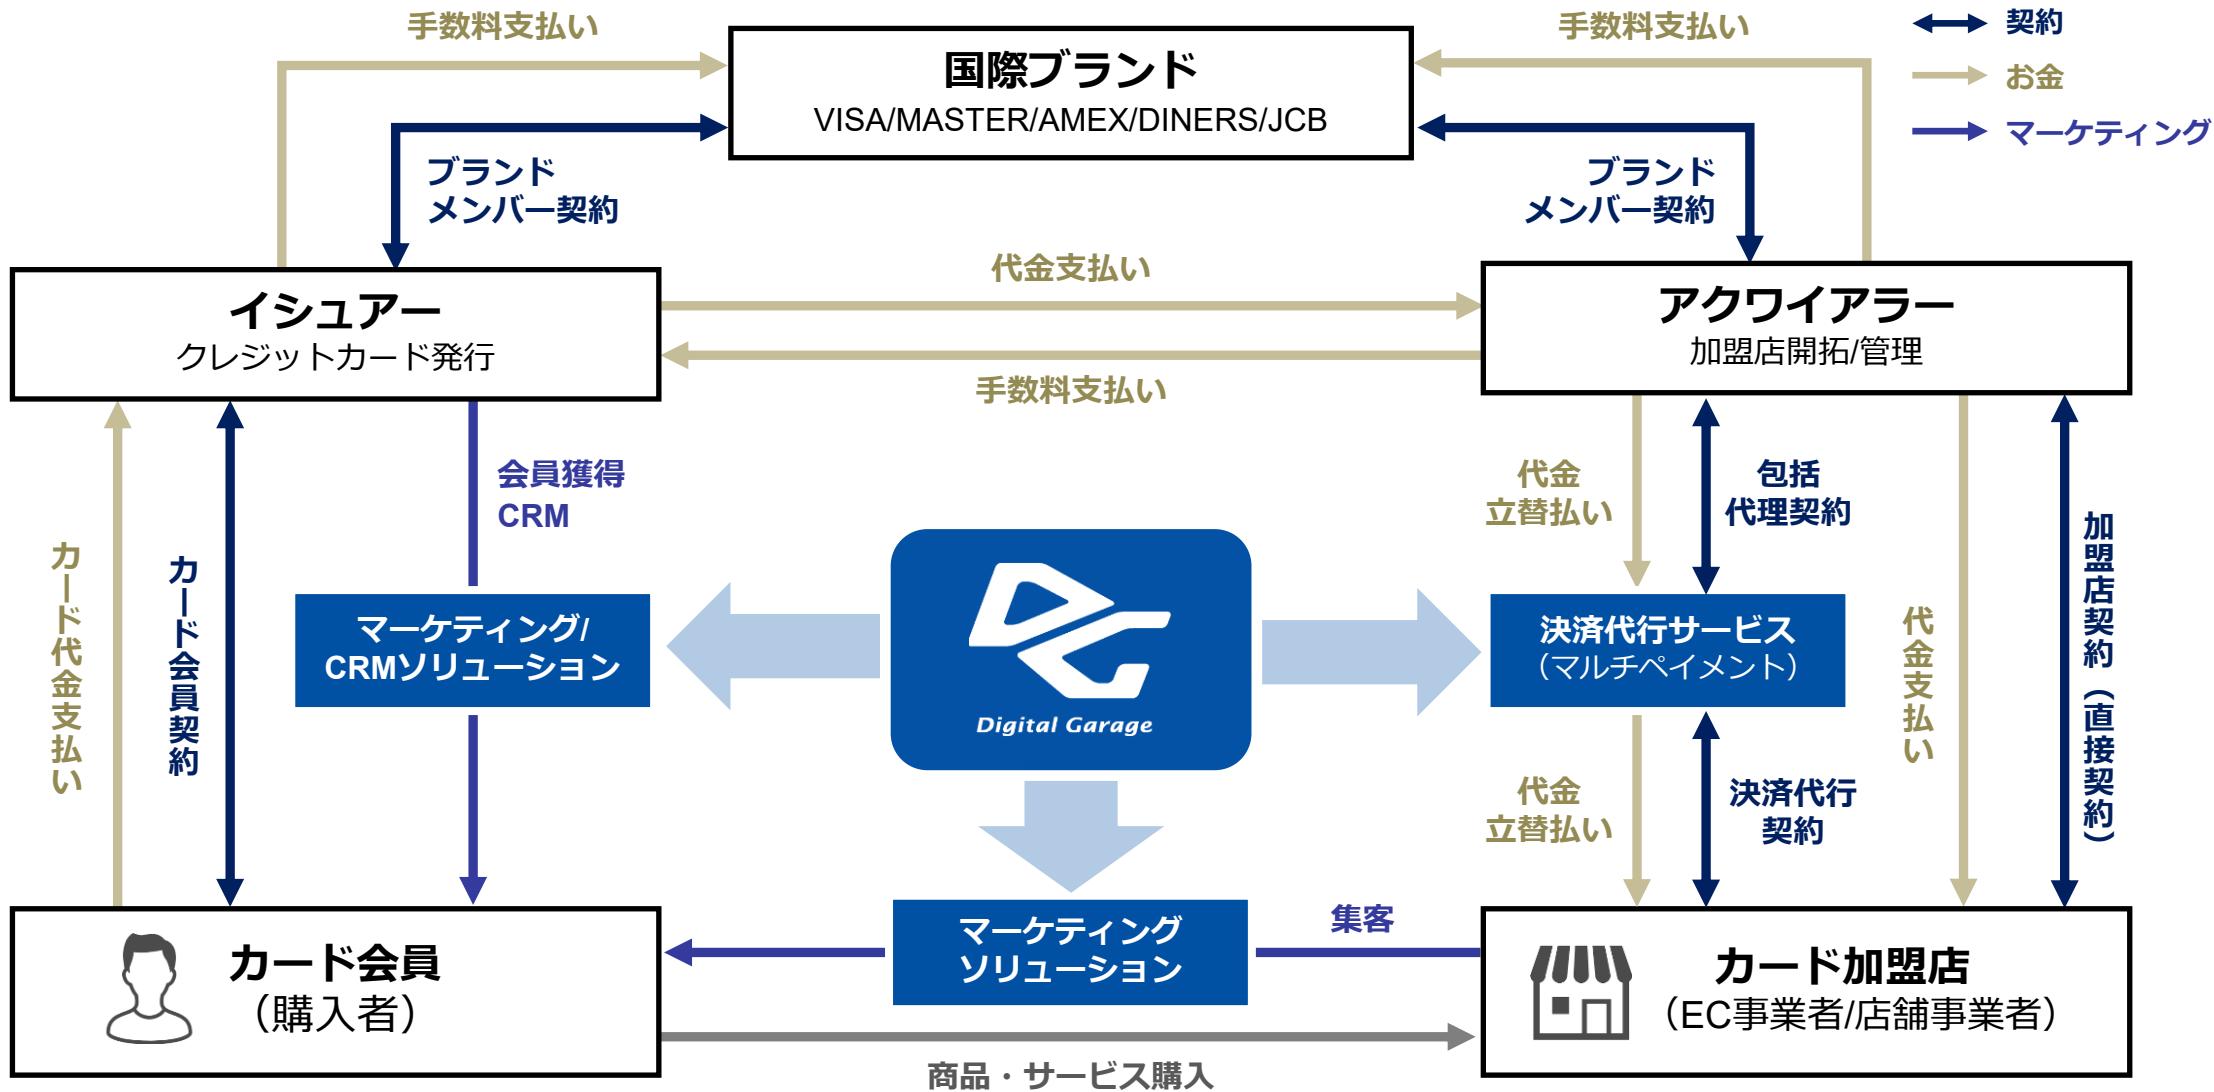 手数料支払い
手数料支払い
契約
お金
マーケティング
国際ブランド
VISA/MASTER/AMEX/DINERS/JCB
ブランド
メンバー契約
ブランド
メンバー契約
イシュアー
クレジットカード発行
代金支払い
手数料支払い
アクワイアラー
加盟店開拓/管理
カード代金支払い
カード会員契約
会員獲得
CRM
マーケティング/
CRMソリューション
Digital Garage
代金
立替払い
包括
代理契約
決済代行サービス
（マルチペイメント）
代金
立替払い
決済代行
契約
代金支払い
加盟店契約（直接契約）
カード会員
（購入者）
マーケティング
ソリューション
集客
カード加盟店
（EC事業者/店舗事業者）
商品・サービス購入